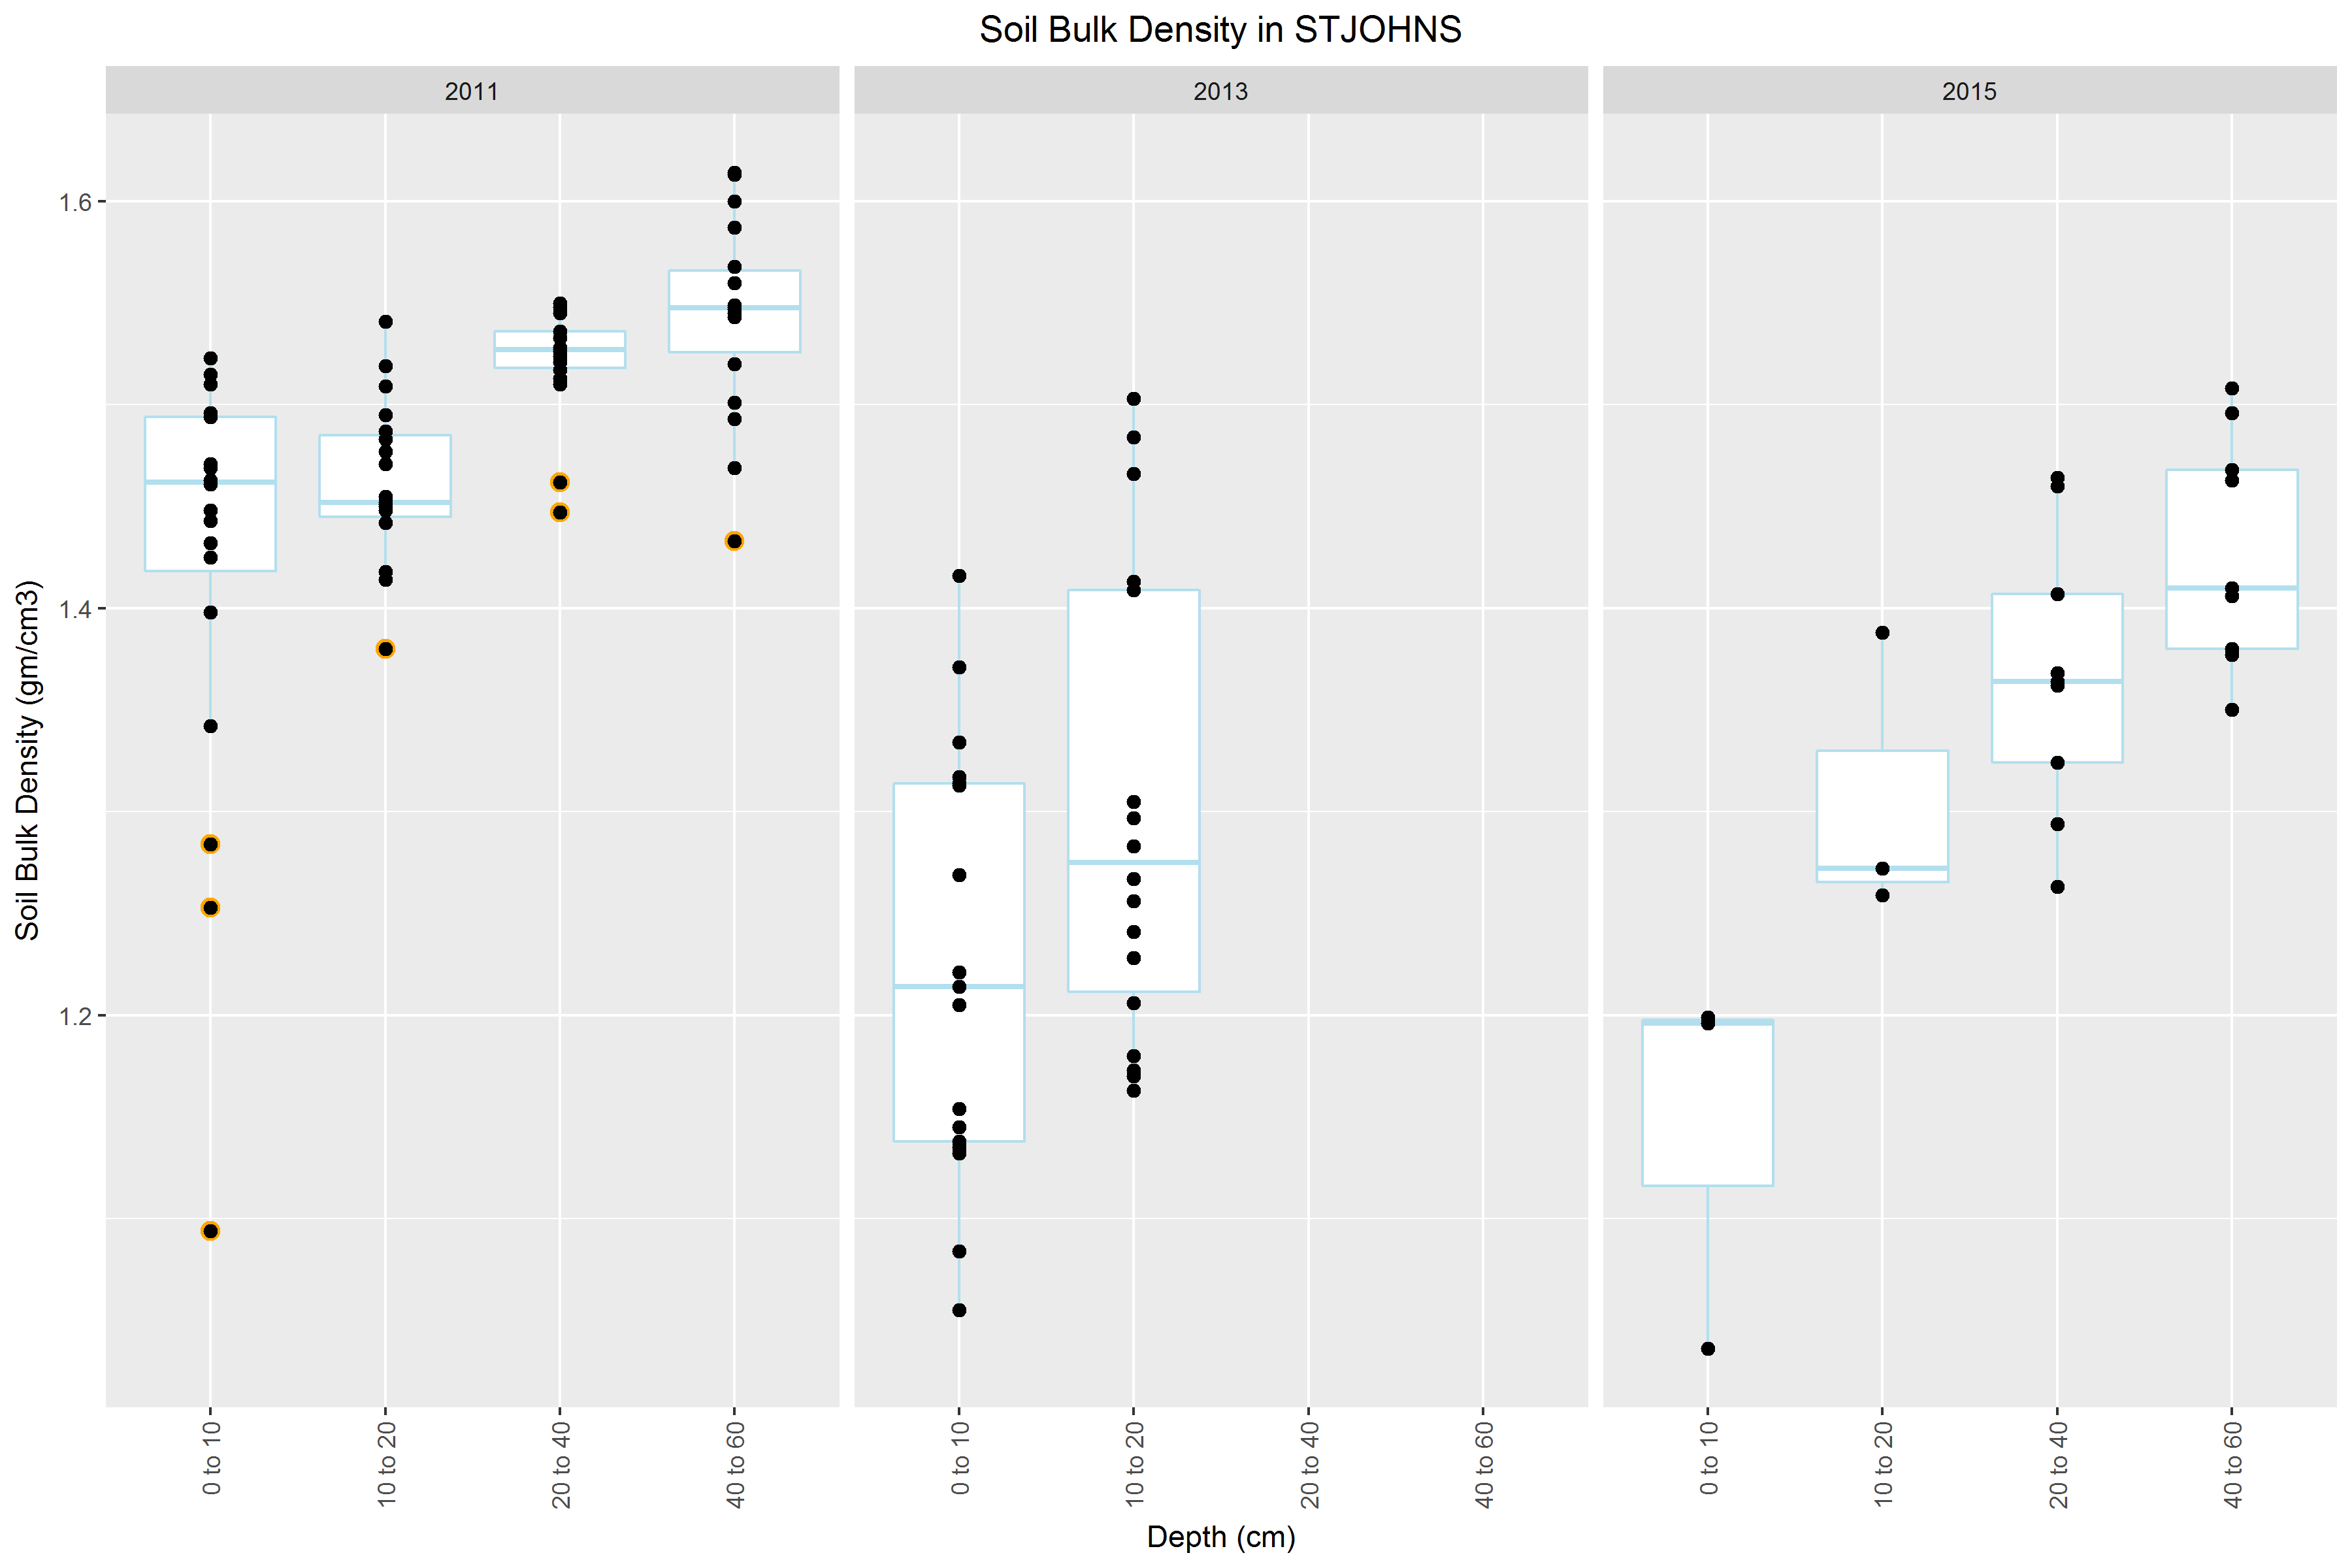 Soil Bulk Density in STJOHNS
2011
2013
2015
Soil Bulk Density (gm/cm3)
1.6
1.4
1.2
0 to 10
10 to 20
20 to 40
40 to 60
0 to 10
10 to 20
20 to 40
40 to 60
0 to 10
10 to 20
20 to 40
40 to 60
Depth (cm)